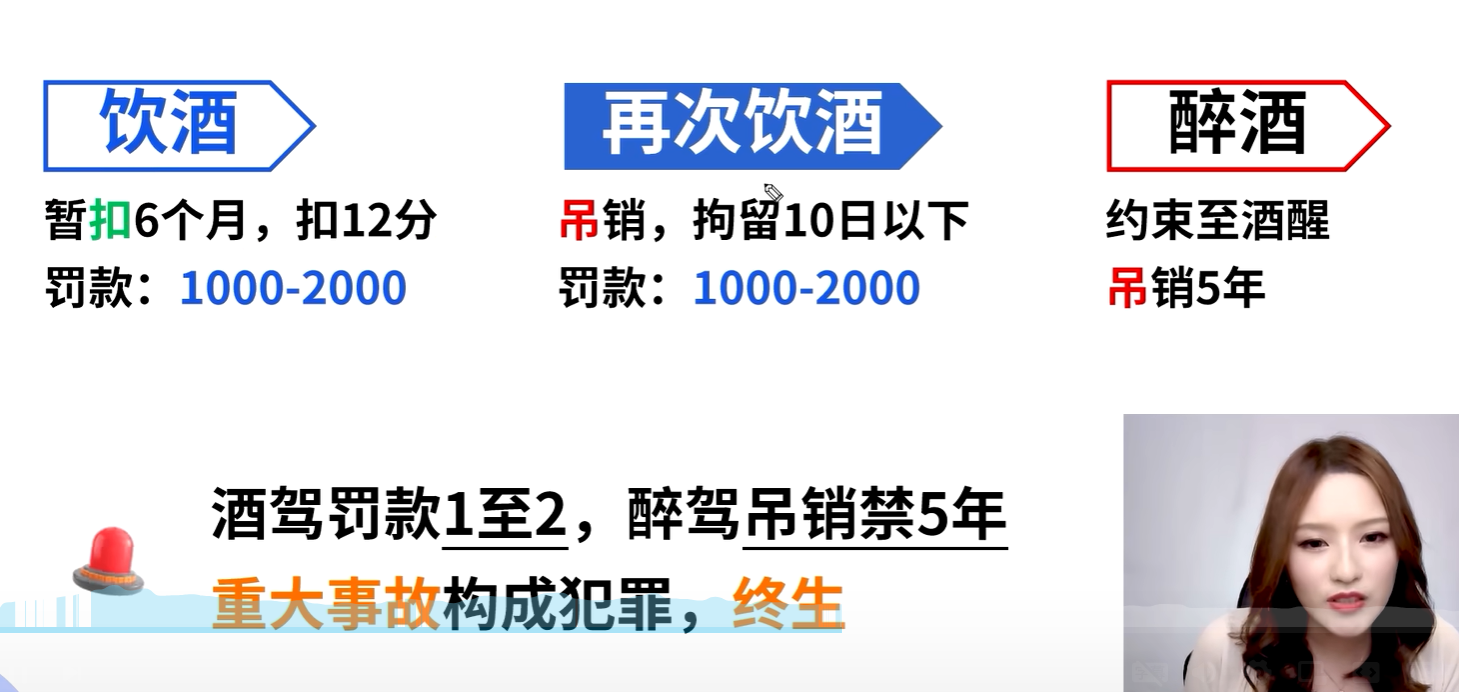 饮酒
暂扣6个月，扣12分
罚款：1000-2000
再次饮酒
吊销，拘留10日以下
罚款：1000-2000
醉酒
约束至酒醒
吊销5年
酒驾罚款1至2，醉驾吊销禁5年
重大事故构成犯罪，终生